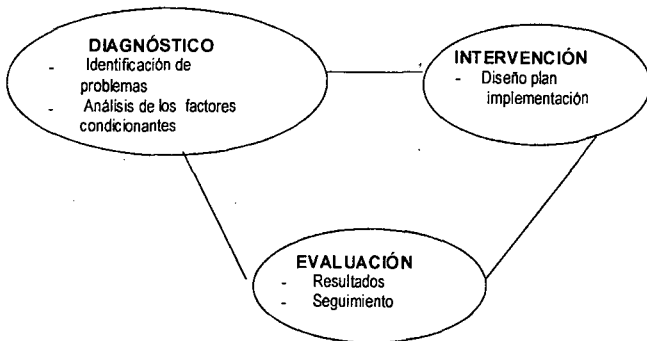 DIAGNÓSTICO
- Identificación de
problemas
- Análisis de los factores
condicionantes
INTERVENCIÓN
- Diseño plan
implementación
EVALUACIÓN
- Resultados
- Seguimiento